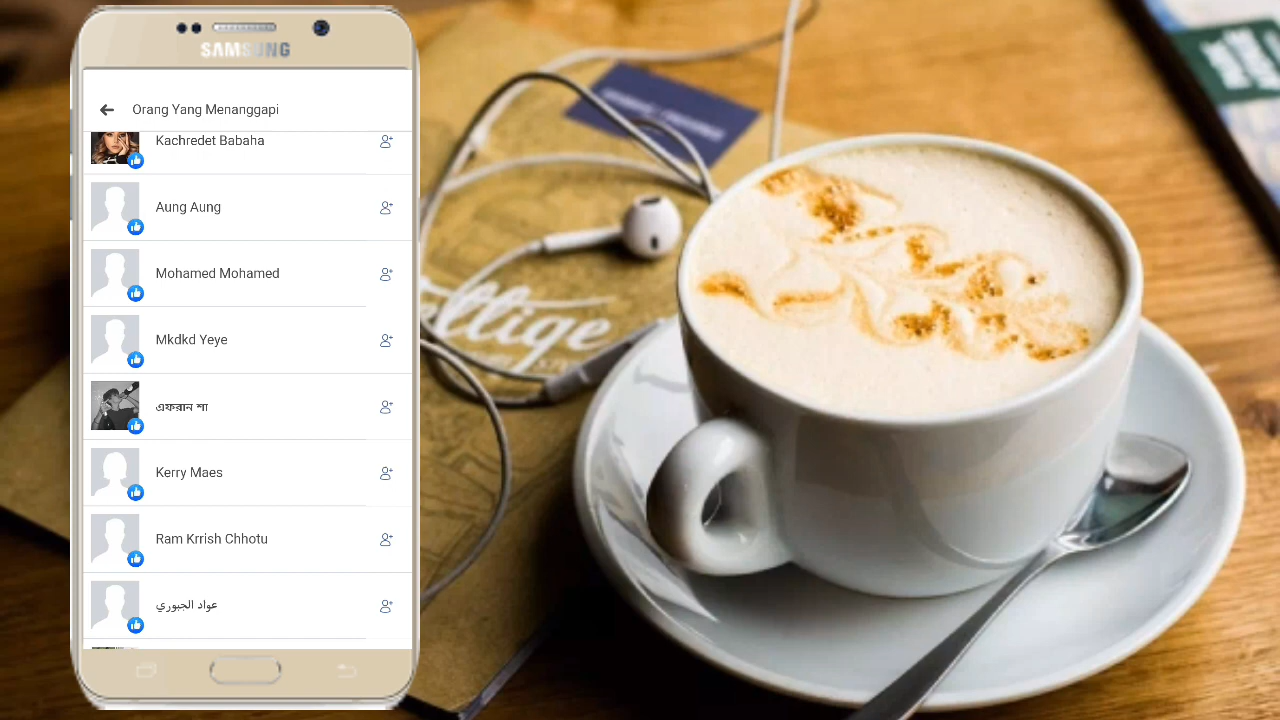 SAMSUNG
Orang Yang Menanggapi
Kachredet Babaha
Aung Aung
Mohamed Mohamed
Mkdkd Yeye
এফরান শা
Kerry Maes
Ram Krrish Chhotu
عواد الجبوري